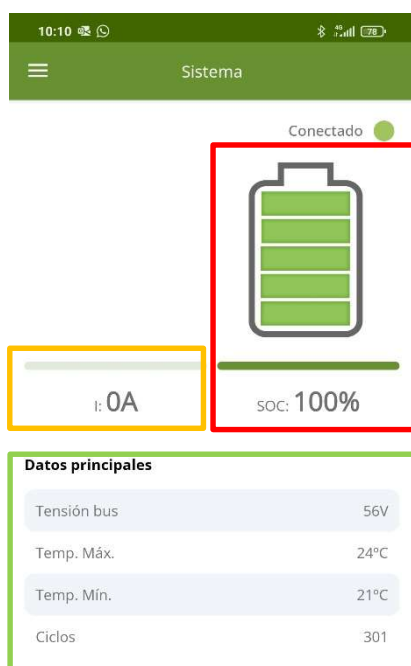 10:10 4G 78
Sistema
Conectado
I: 0A SOC: 100%
Datos principales
Tensión bus 56V
Temp. Máx. 24ºC
Temp. Mín. 21ºC
Ciclos 301